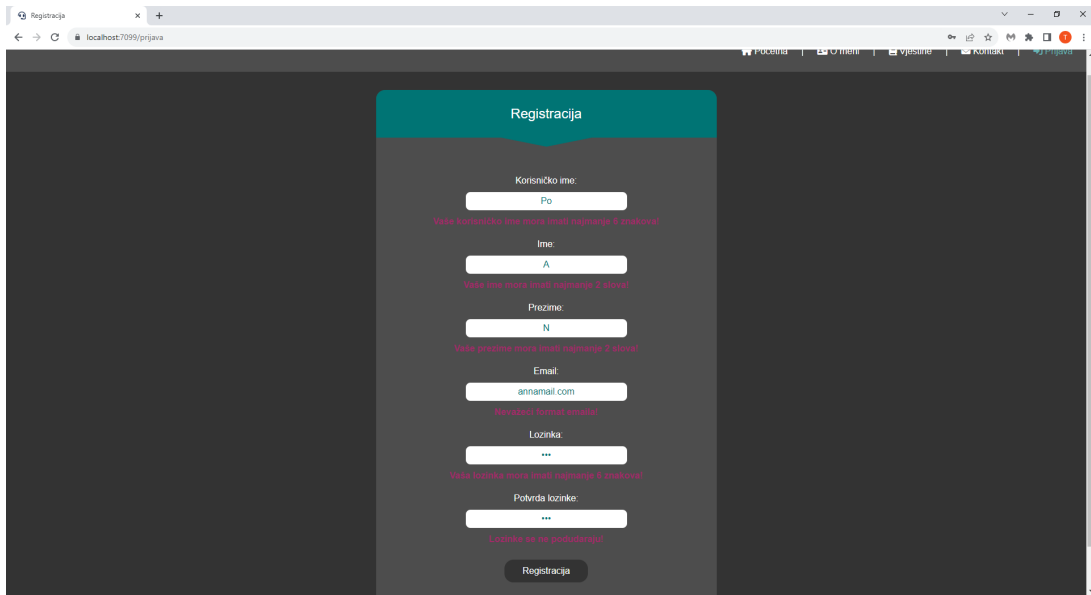 Registracija
localhost:7099/prijava
T
Početna | O meni | Vještine | Kontakt | Prijava
Registracija
Korisničko ime:
Po
Vaše korisničko ime mora imati najmanje 6 znakova!
Ime:
A
Vaše ime mora imati najmanje 2 slova!
Prezime:
N
Vaše prezime mora imati najmanje 2 slova!
Email:
annamail.com
Nevažeći format emaila!
Lozinka:
•••
Vaša lozinka mora imati najmanje 6 znakova!
Potvrda lozinke:
•••
Lozinke se ne podudaraju!
Registracija